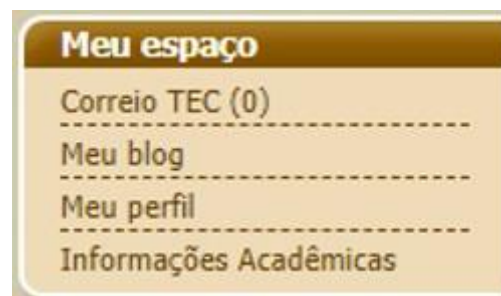 Meu espaço
Correio TEC (0)
Meu blog
Meu perfil
Informações Acadêmicas